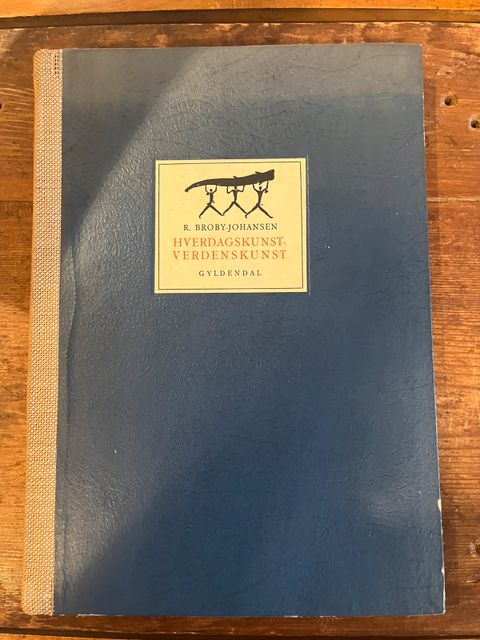 R. BROBY-JOHANSEN
HVERDAGSKUNST-
VERDENSKUNST
GYLDENDAL